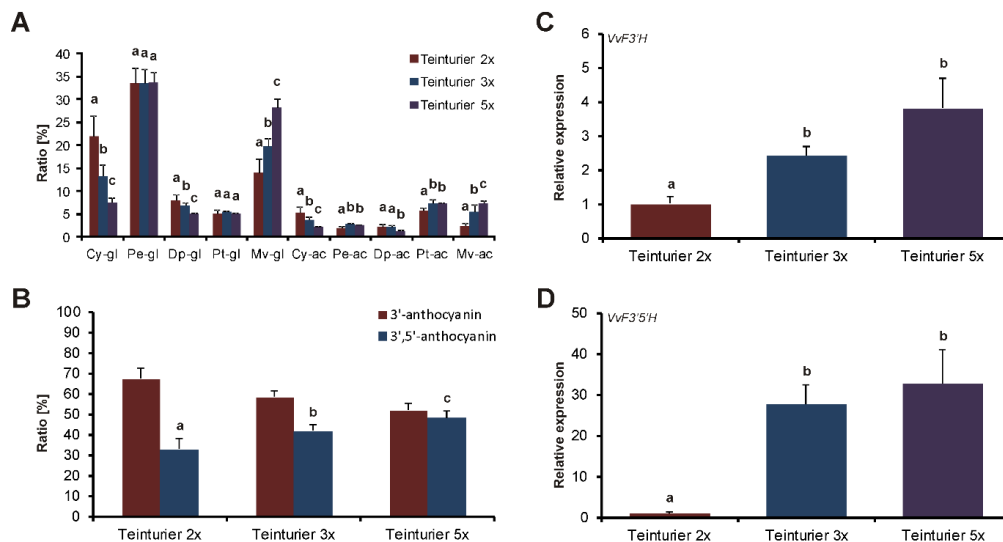 A
Ratio [%]
40
35
30
25
20
15
10
5
0
a b c
a a a
a b c
a a a
a b c
a b c
a b b
a a b
a b b
a b c
Cy-gl Pe-gl Dp-gl Pt-gl Mv-gl Cy-ac Pe-ac Dp-ac Pt-ac Mv-ac
Teinturier 2x
Teinturier 3x
Teinturier 5x
B
Ratio [%]
100
90
80
70
60
50
40
30
20
10
0
a
b
c
3'-anthocyanin
3',5'-anthocyanin
Teinturier 2x Teinturier 3x Teinturier 5x
C
VvF3'H
Relative expression
6
5
4
3
2
1
0
a
b
b
Teinturier 2x Teinturier 3x Teinturier 5x
D
VvF3'5'H
Relative expression
50
40
30
20
10
0
a
b
b
Teinturier 2x Teinturier 3x Teinturier 5x